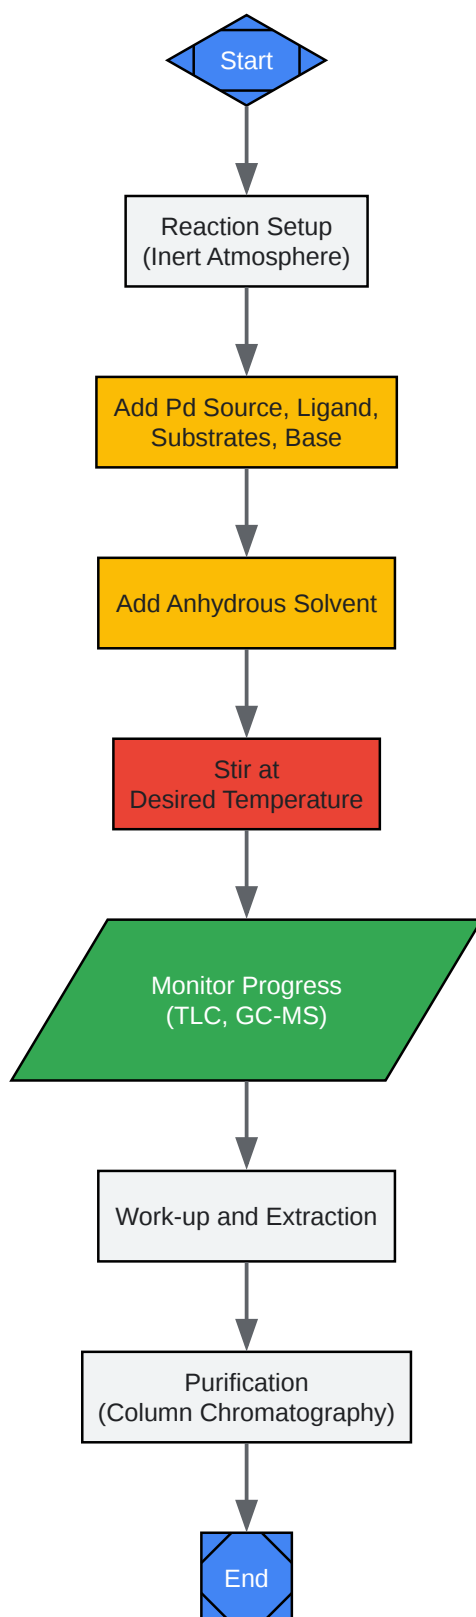 Start
Reaction Setup
(Inert Atmosphere)
Add Pd Source, Ligand,
Substrates, Base
Add Anhydrous Solvent
Stir at
Desired Temperature
Monitor Progress
(TLC, GC-MS)
Work-up and Extraction
Purification
(Column Chromatography)
End